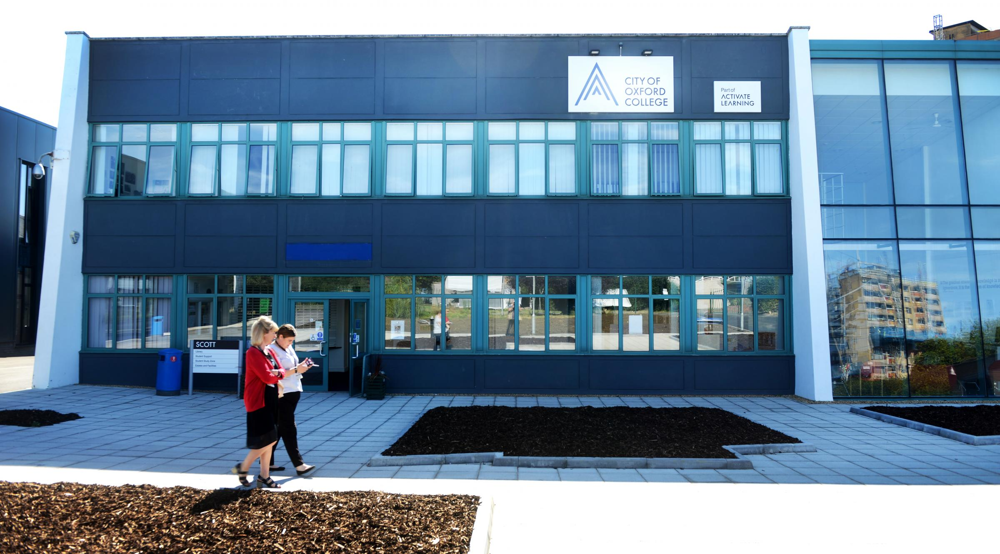 CITY OF
OXFORD
COLLEGE
Part of
ACTIVATE
LEARNING
SCOTT
Library
Student Support
Student Study Zone
Estates and Facilities